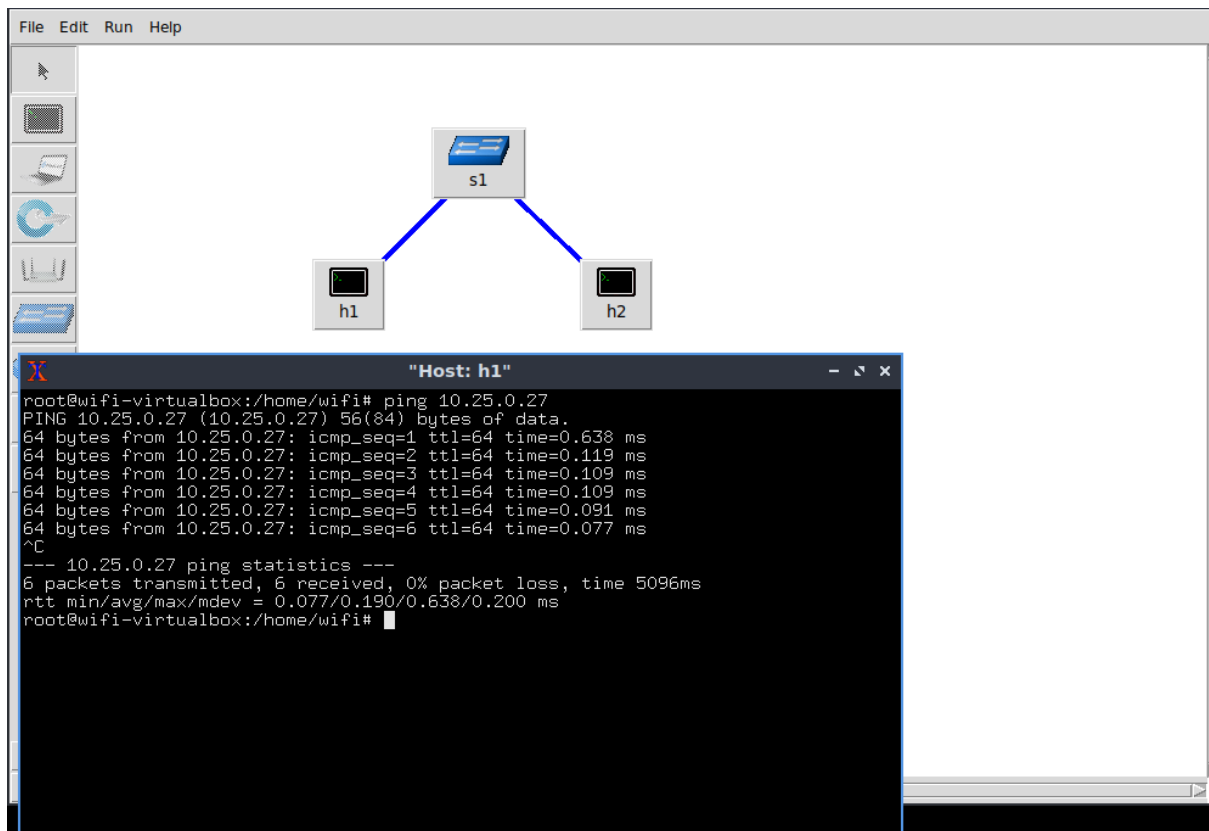 File Edit Run Help
s1
h1
h2
"Host: h1"
root@wifi-virtualbox:/home/wifi# ping 10.25.0.27
PING 10.25.0.27 (10.25.0.27) 56(84) bytes of data.
64 bytes from 10.25.0.27: icmp_seq=1 ttl=64 time=0.638 ms
64 bytes from 10.25.0.27: icmp_seq=2 ttl=64 time=0.119 ms
64 bytes from 10.25.0.27: icmp_seq=3 ttl=64 time=0.109 ms
64 bytes from 10.25.0.27: icmp_seq=4 ttl=64 time=0.109 ms
64 bytes from 10.25.0.27: icmp_seq=5 ttl=64 time=0.091 ms
64 bytes from 10.25.0.27: icmp_seq=6 ttl=64 time=0.077 ms
^C
--- 10.25.0.27 ping statistics ---
6 packets transmitted, 6 received, 0% packet loss, time 5096ms
rtt min/avg/max/mdev = 0.077/0.190/0.638/0.200 ms
root@wifi-virtualbox:/home/wifi#